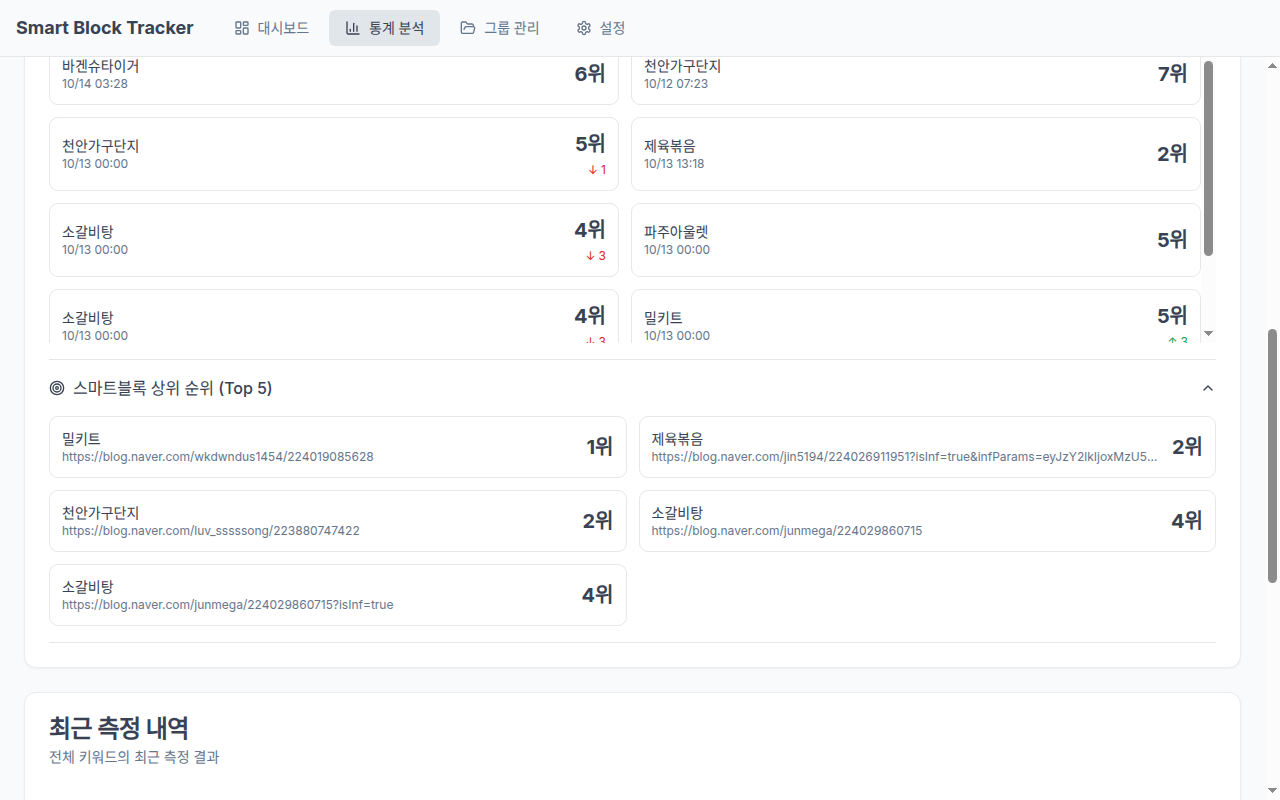 Smart Block Tracker
대시보드
통계 분석
그룹 관리
설정
바겐슈타이거
10/14 03:28
6위
천안가구단지
10/12 07:23
7위
천안가구단지
10/13 00:00
5위
↓ 1
제육볶음
10/13 13:18
2위
소갈비탕
10/13 00:00
4위
↓ 3
파주아울렛
10/13 00:00
5위
소갈비탕
10/13 00:00
4위
↓ 3
밀키트
10/13 00:00
5위
↑ 3
스마트블록 상위 순위 (Top 5)
밀키트
https://blog.naver.com/wkdwndus1454/224019085628
1위
제육볶음
https://blog.naver.com/jin5194/224026911951?isInf=true&infParams=eyJzY2lkIjoxMzU5...
2위
천안가구단지
https://blog.naver.com/luv_sssssong/223880747422
2위
소갈비탕
https://blog.naver.com/junmega/224029860715
4위
소갈비탕
https://blog.naver.com/junmega/224029860715?isInf=true
4위
최근 측정 내역
전체 키워드의 최근 측정 결과